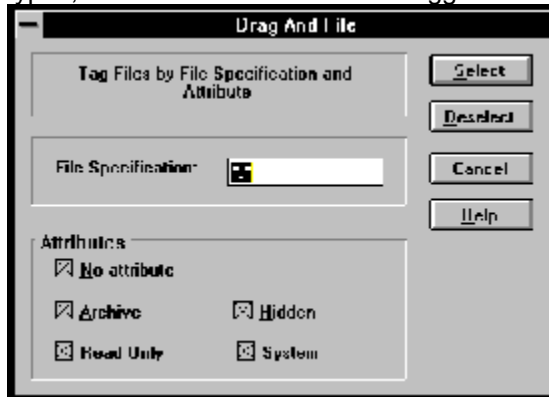 Drag And File
Tag Files by File Specification and
Attribute
Select
Deselect
File Specification:
*.*
Cancel
Help
Attributes
No attribute
Archive
Hidden
Read Only
System